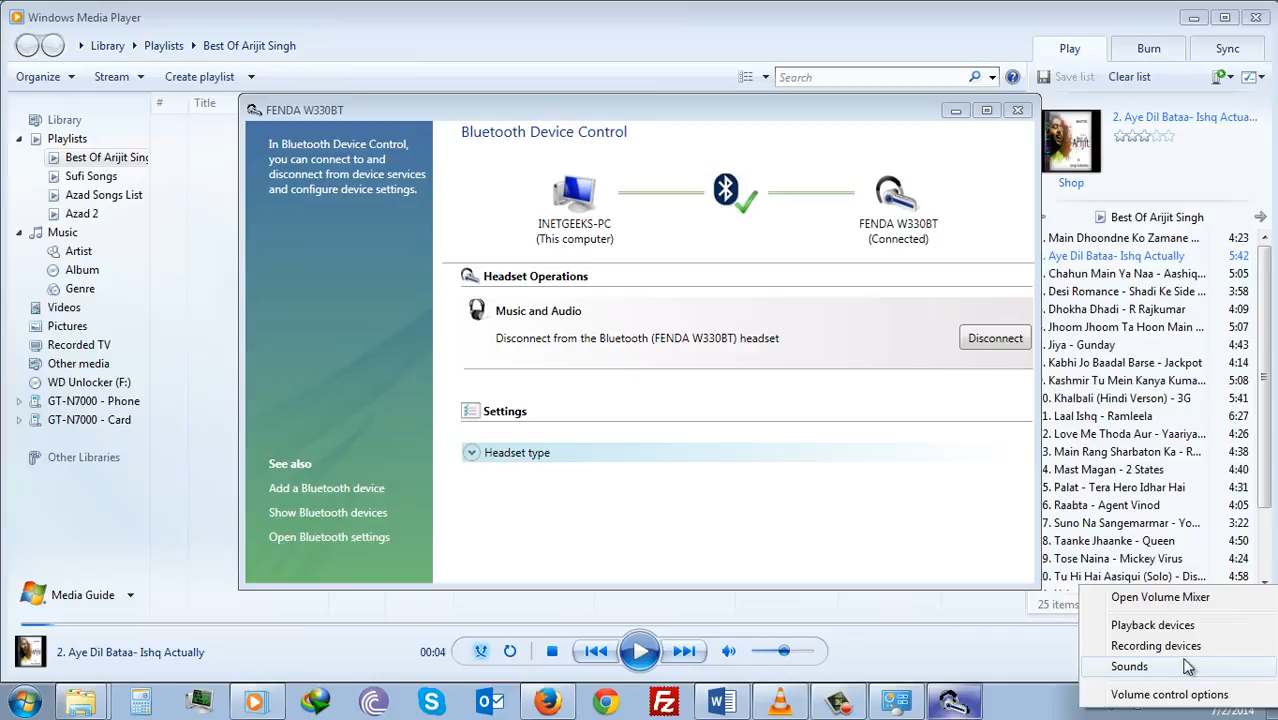 Windows Media Player
Library
Playlists
Best Of Arijit Singh
Play
Burn
Sync
Organize
Stream
Create playlist
Search
Save list
Clear list
#
Title
Library
Playlists
Best Of Arijit Sing
Sufi Songs
Azad Songs List
Azad 2
Music
Artist
Album
Genre
Videos
Pictures
Recorded TV
Other media
WD Unlocker (F:)
GT-N7000 - Phone
GT-N7000 - Card
Other Libraries
Media Guide
FENDA W330BT
In Bluetooth Device Control,
you can connect to and
disconnect from device services
and configure device settings.
See also
Add a Bluetooth device
Show Bluetooth devices
Open Bluetooth settings
Bluetooth Device Control
INETGEEKS-PC
(This computer)
FENDA W330BT
(Connected)
Headset Operations
Music and Audio
Disconnect from the Bluetooth (FENDA W330BT) headset
Disconnect
Settings
Headset type
2. Aye Dil Bataa- Ishq Actua...
Shop
Best Of Arijit Singh
. Main Dhoondne Ko Zamane ... 4:23
. Aye Dil Bataa- Ishq Actually 5:42
. Chahun Main Ya Naa - Aashiq... 5:05
. Desi Romance - Shadi Ke Side ... 4:58
. Dhokha Dhadi - R Rajkumar 4:09
. Jhoom Jhoom Ta Hoon Main... 5:07
. Jiya - Gunday 4:43
. Kabhi Jo Baadal Barse - Jackpot 4:14
. Kashmir Tu Mein Kanya Kuma... 5:08
0. Khalbali (Hindi Verson) - 3G 4:01
1. Laal Ishq - Ramleela 6:27
2. Love Me Thoda Aur - Yaariya... 4:43
3. Main Rang Sharbaton Ka - R... 4:35
4. Mast Magan - 2 States 4:40
5. Palat - Tera Hero Idhar Hai 4:31
6. Raabta - Agent Vinod 4:05
7. Suno Na Sangemarmar - Yo... 3:22
8. Taanke Jhaanke - Queen 4:50
9. Tose Naina - Mickey Virus 4:24
0. Tu Hi Hai Aasiqui (Solo) - Dis... 4:58
25 items
Open Volume Mixer
Playback devices
Recording devices
Sounds
Volume control options
2. Aye Dil Bataa- Ishq Actually
00:04
7/2/2014